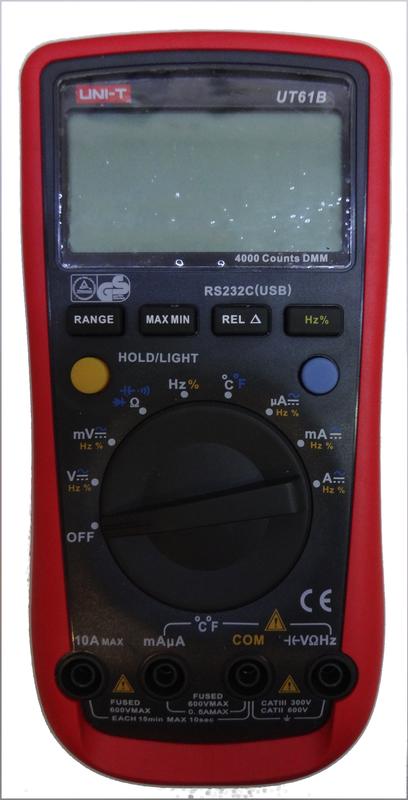 UNI-T UT61B
4000 Counts DMM
GS
RS232C(USB)
RANGE MAX MIN REL Δ Hz%
HOLD/LIGHT
Hz% °C °F
Ω
μA Hz %
mV Hz %
mA Hz %
V Hz %
A Hz %
OFF
CE
°C °F
10A MAX mAμA COM VΩHz
FUSED 600VMAX
FUSED 600VMAX 0.5AMAX
CATIII 300V
CATII 600V
EACH 15min MAX 10sec